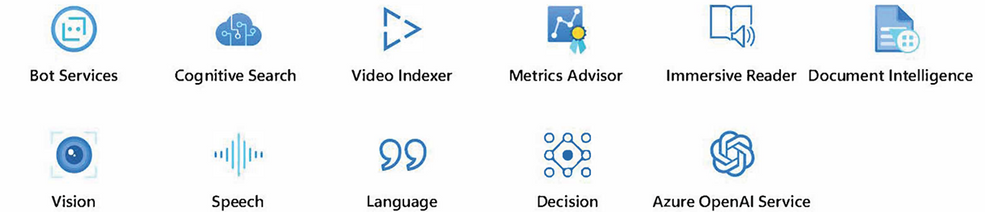 Bot Services
Cognitive Search
Video Indexer
Metrics Advisor
Immersive Reader
Document Intelligence
Vision
Speech
Language
Decision
Azure OpenAI Service